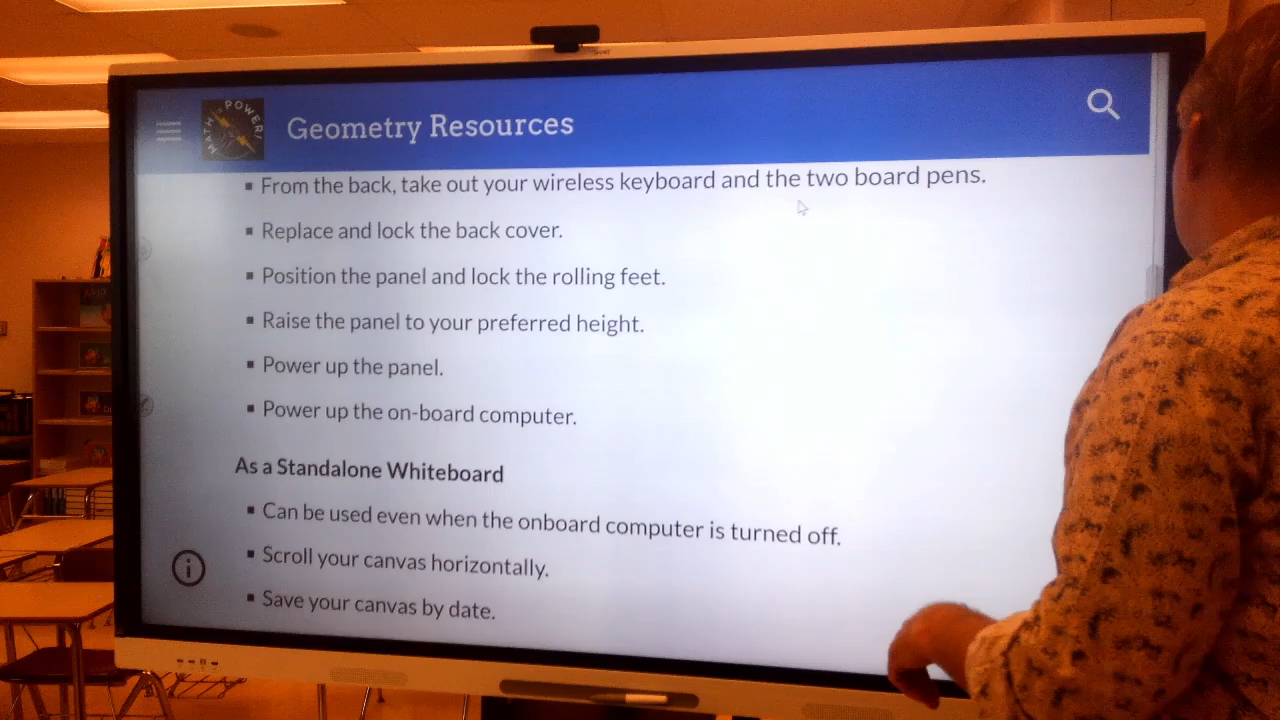 MATH POWER!
Geometry Resources
From the back, take out your wireless keyboard and the two board pens.
Replace and lock the back cover.
Position the panel and lock the rolling feet.
Raise the panel to your preferred height.
Power up the panel.
Power up the on-board computer.
As a Standalone Whiteboard
Can be used even when the onboard computer is turned off.
Scroll your canvas horizontally.
Save your canvas by date.